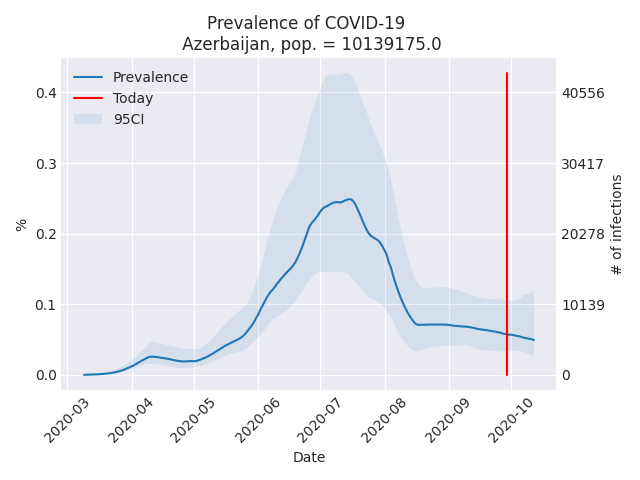 Prevalence of COVID-19
Azerbaijan, pop. = 10139175.0
Prevalence
Today
95CI
0.4
0.3
0.2
0.1
0.0
%
40556
30417
20278
10139
0
# of infections
2020-03
2020-04
2020-05
2020-06
2020-07
2020-08
2020-09
2020-10
Date